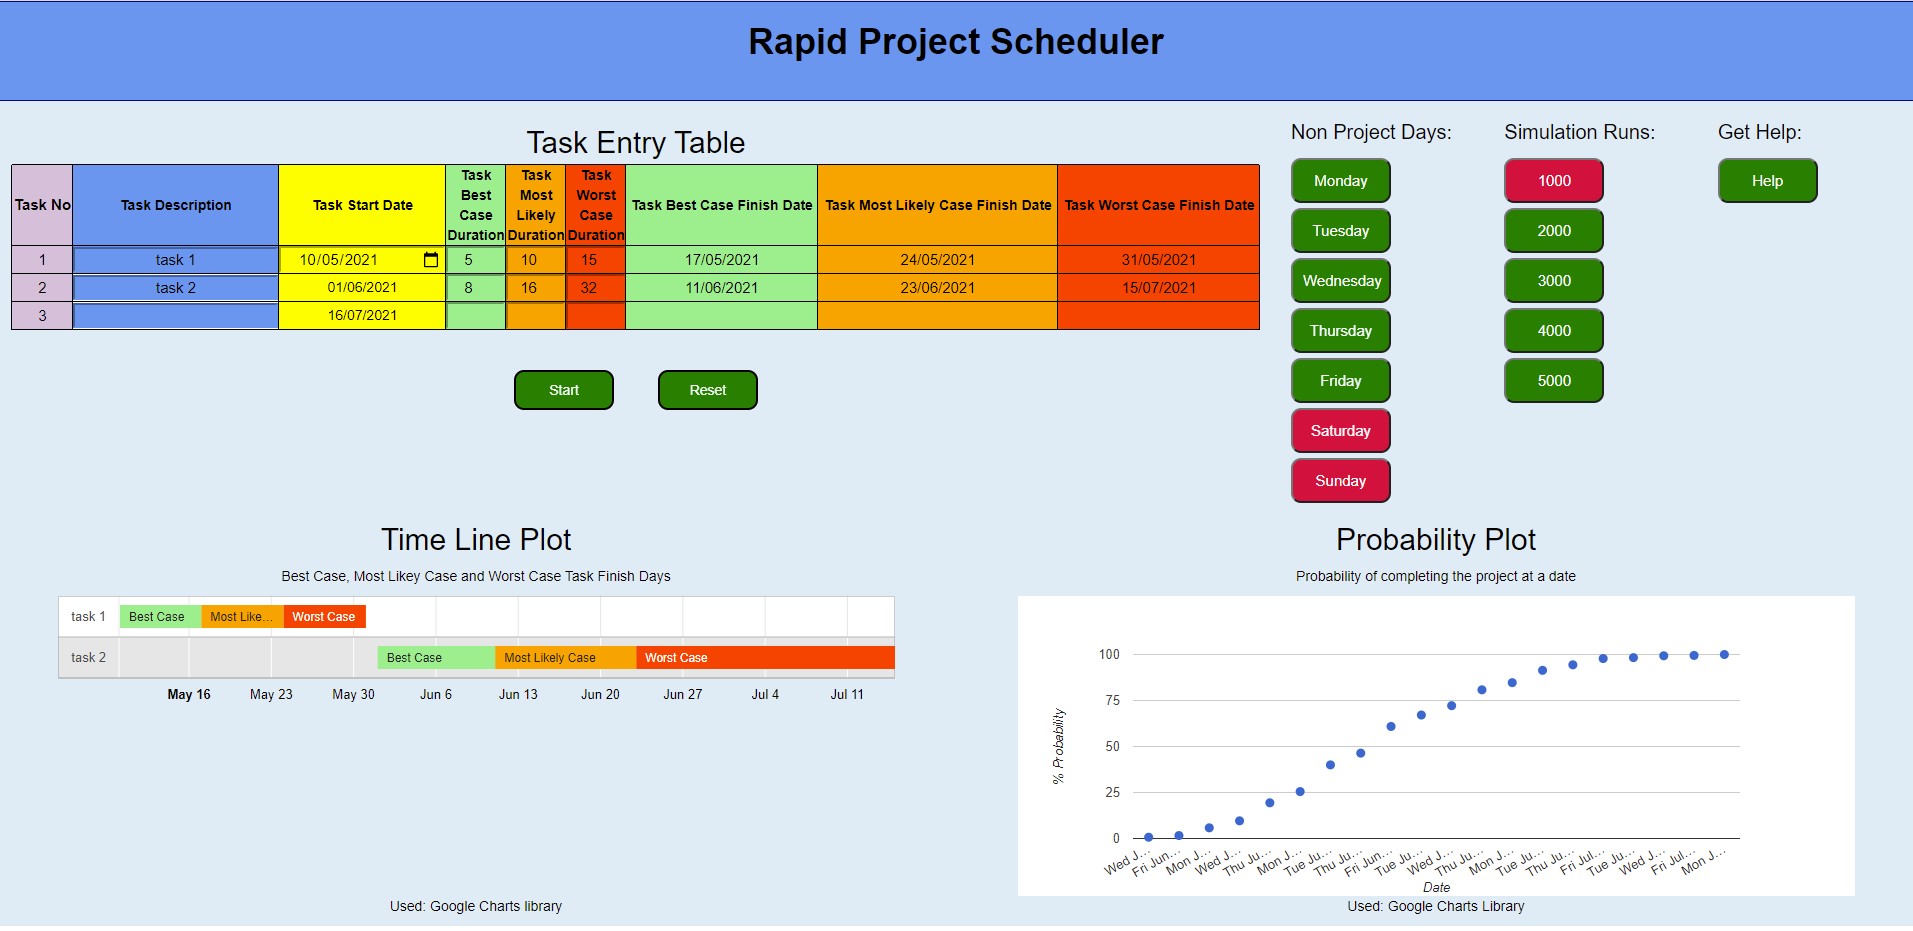 Rapid Project Scheduler
Task Entry Table
Task No Task Description Task Start Date Task Best Case Duration Task Most Likely Duration Task Worst Case Duration Task Best Case Finish Date Task Most Likely Case Finish Date Task Worst Case Finish Date
1 task 1 10/05/2021 5 10 15 17/05/2021 24/05/2021 31/05/2021
2 task 2 01/06/2021 8 16 32 11/06/2021 23/06/2021 15/07/2021
3 16/07/2021
Start Reset
Non Project Days:
Monday
Tuesday
Wednesday
Thursday
Friday
Saturday
Sunday
Simulation Runs:
1000
2000
3000
4000
5000
Get Help:
Help
Time Line Plot
Best Case, Most Likey Case and Worst Case Task Finish Days
task 1 Best Case Most Like... Worst Case
task 2 Best Case Most Likely Case Worst Case
May 16 May 23 May 30 Jun 6 Jun 13 Jun 20 Jun 27 Jul 4 Jul 11
Used: Google Charts library
Probability Plot
Probability of completing the project at a date
% Probability
100
75
50
25
0
Wed J... Fri Jun... Mon J... Wed J... Thu Ju... Mon J... Tue Ju... Thu Ju... Fri Jun... Tue Ju... Wed J... Thu Ju... Mon J... Tue Ju... Thu Ju... Fri Jul... Tue Ju... Wed J... Fri Jul... Mon J...
Date
Used: Google Charts Library